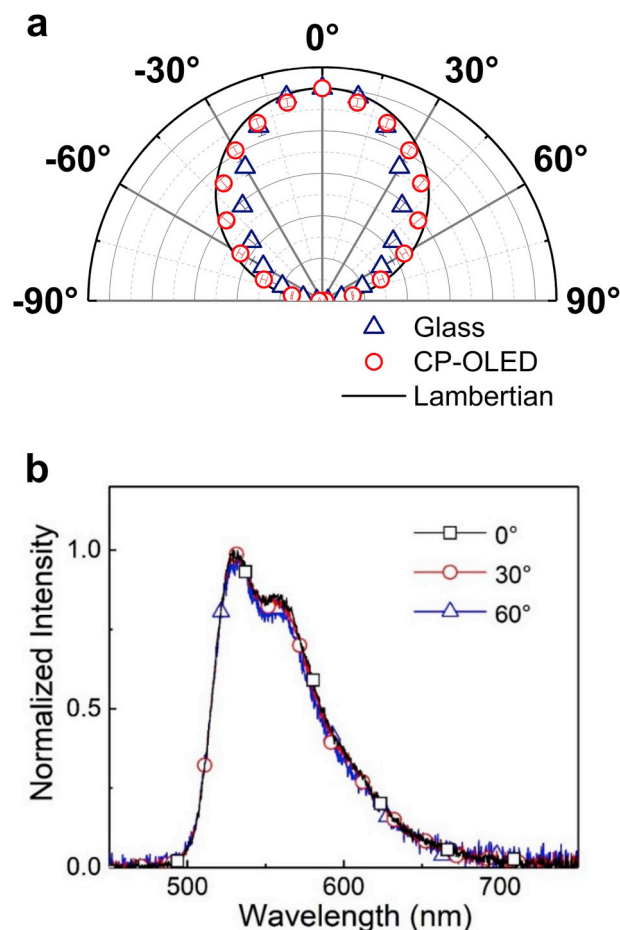 a
0°
-30° 30°
-60° 60°
-90° 90°
Glass
CP-OLED
Lambertian
b
Normalized Intensity
1.0
0.5
0.0
0°
30°
60°
500 600 700
Wavelength (nm)